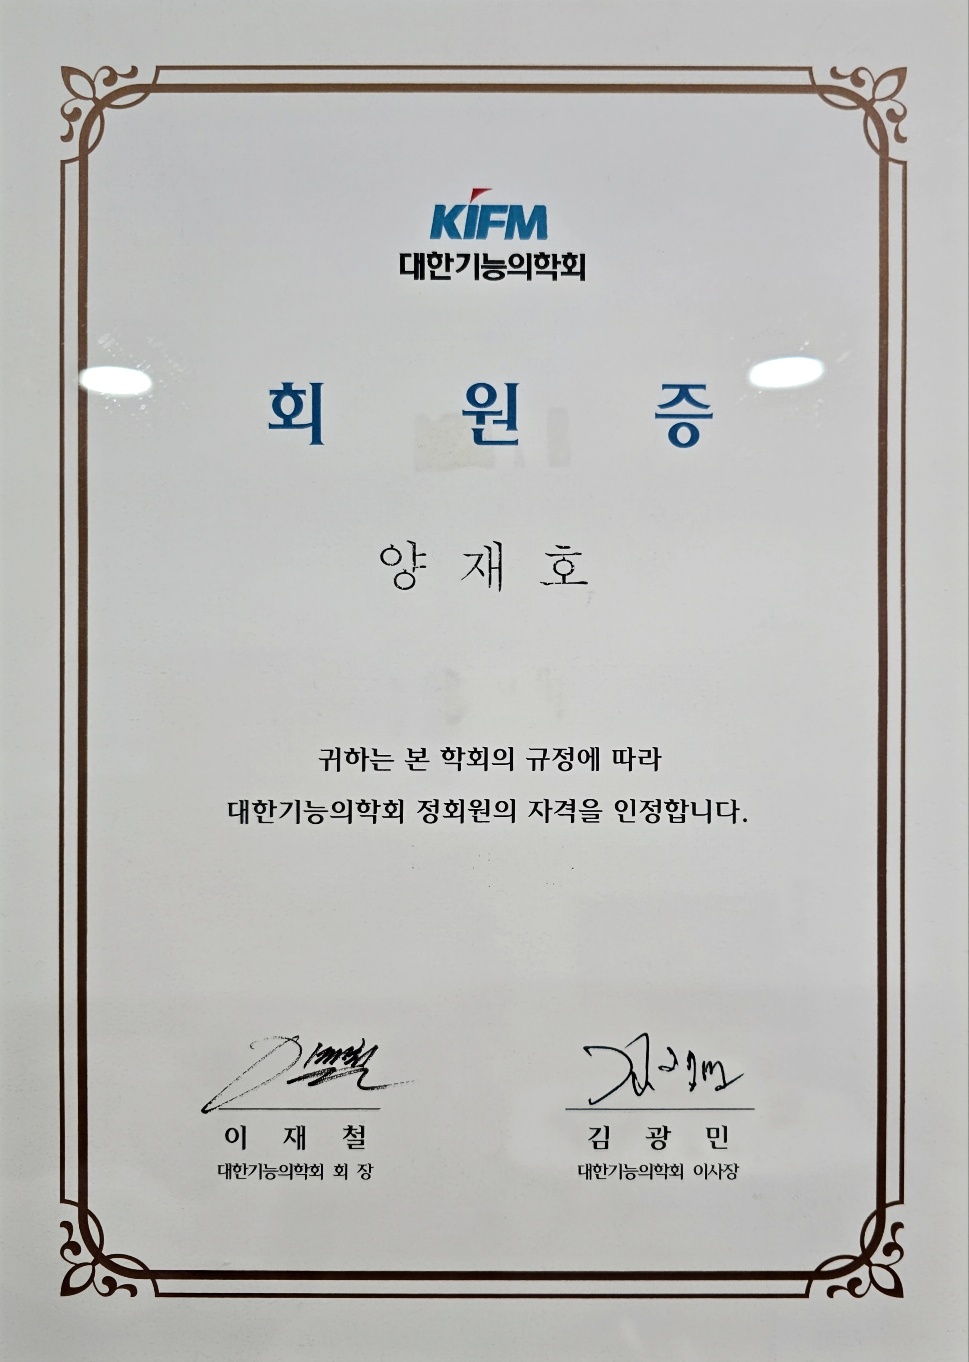 KIFM
대한기능의학회
회 원 증
양 재 호
귀하는 본 학회의 규정에 따라
대한기능의학회 정회원의 자격을 인정합니다.
이 재 철
대한기능의학회 회 장
김 광 민
대한기능의학회 이사장